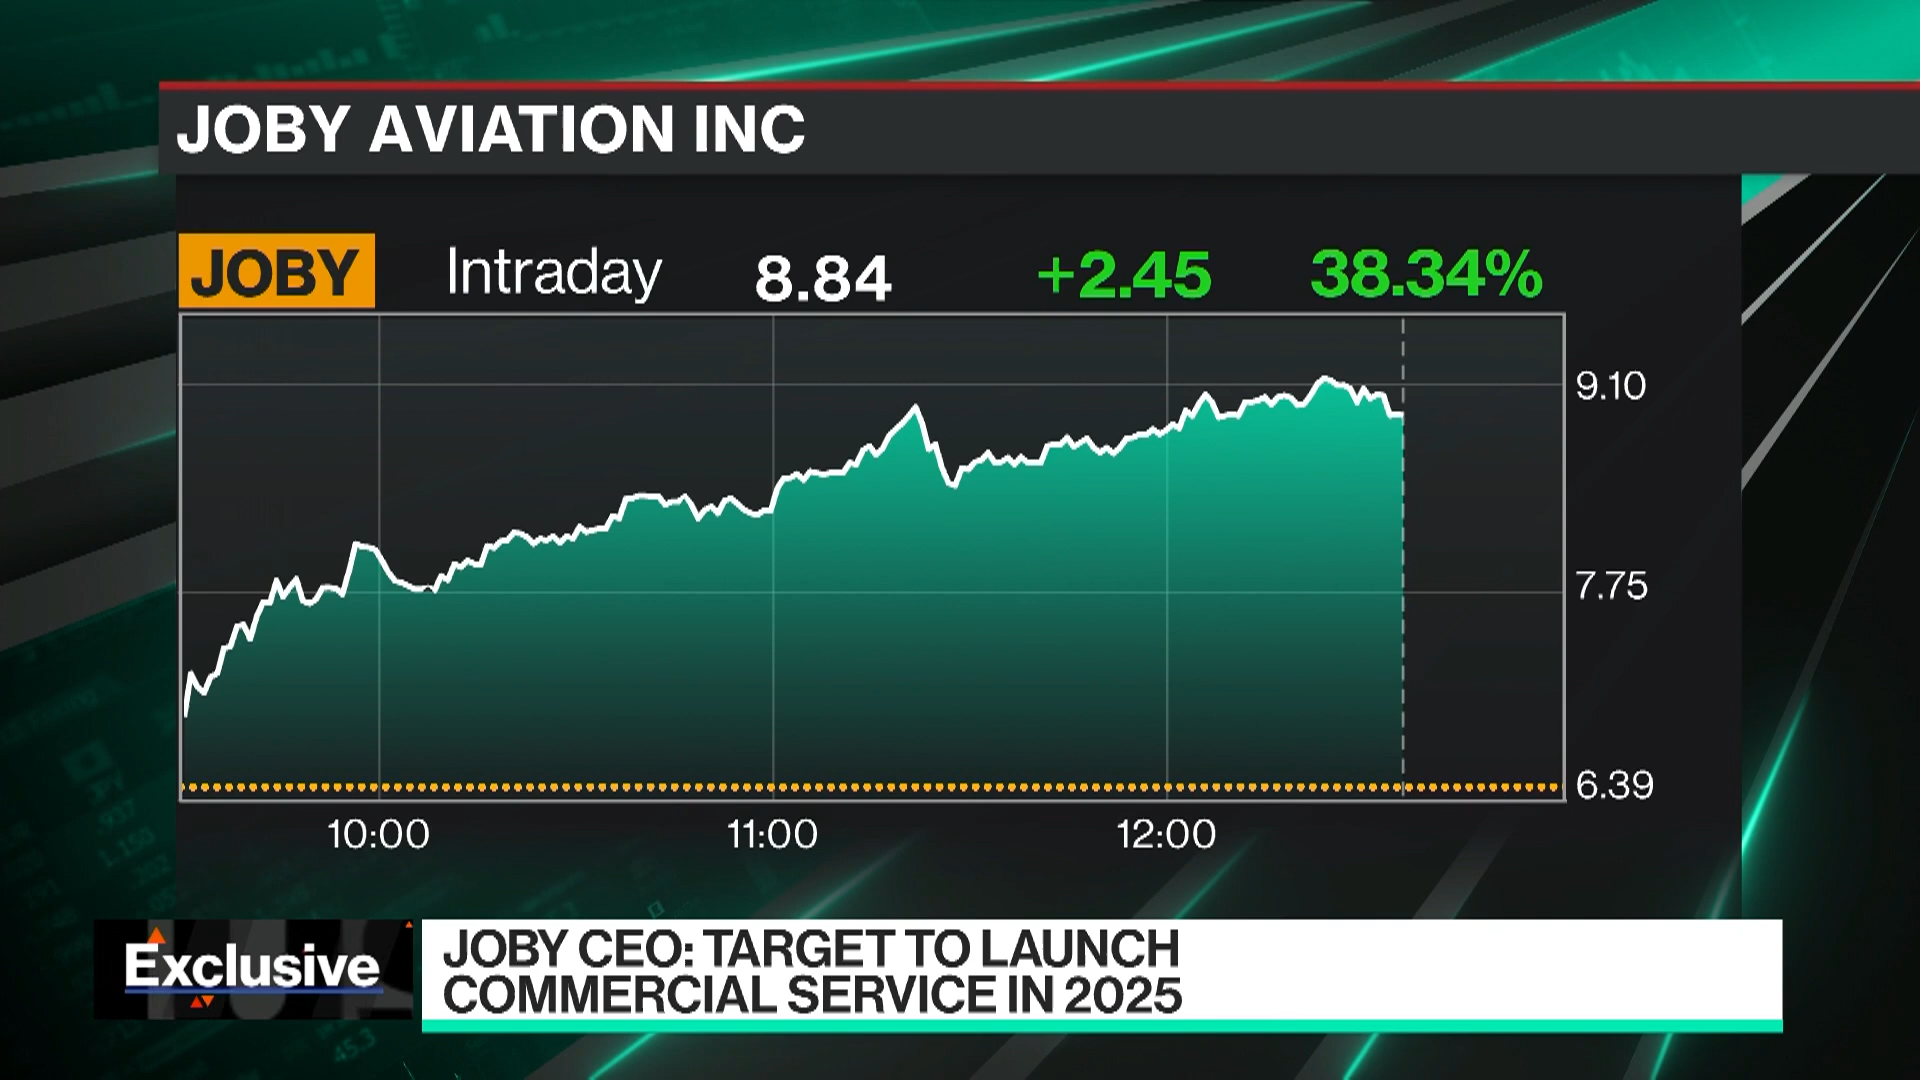 JOBY AVIATION INC
JOBY Intraday 8.84 +2.45 38.34%
9.10
7.75
6.39
10:00 11:00 12:00
Exclusive
JOBY CEO: TARGET TO LAUNCH
COMMERCIAL SERVICE IN 2025